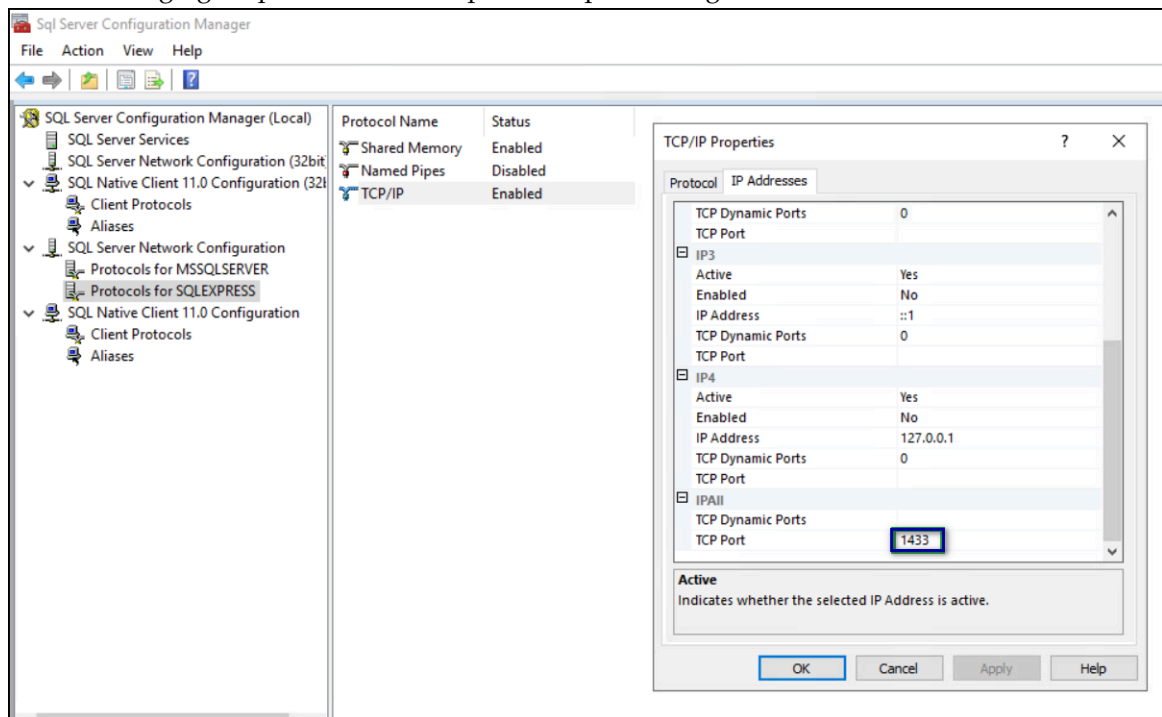 Sql Server Configuration Manager
File Action View Help
SQL Server Configuration Manager (Local)
SQL Server Services
SQL Server Network Configuration (32bit
SQL Native Client 11.0 Configuration (32b
Client Protocols
Aliases
SQL Server Network Configuration
Protocols for MSSQLSERVER
Protocols for SQLEXPRESS
SQL Native Client 11.0 Configuration
Client Protocols
Aliases
Protocol Name Status
Shared Memory Enabled
Named Pipes Disabled
TCP/IP Enabled
TCP/IP Properties ? ×
Protocol IP Addresses
TCP Dynamic Ports 0
TCP Port
IP3
Active Yes
Enabled No
IP Address ::1
TCP Dynamic Ports 0
TCP Port
IP4
Active Yes
Enabled No
IP Address 127.0.0.1
TCP Dynamic Ports 0
TCP Port
IPAll
TCP Dynamic Ports
TCP Port 1433
Active
Indicates whether the selected IP Address is active.
OK Cancel Apply Help